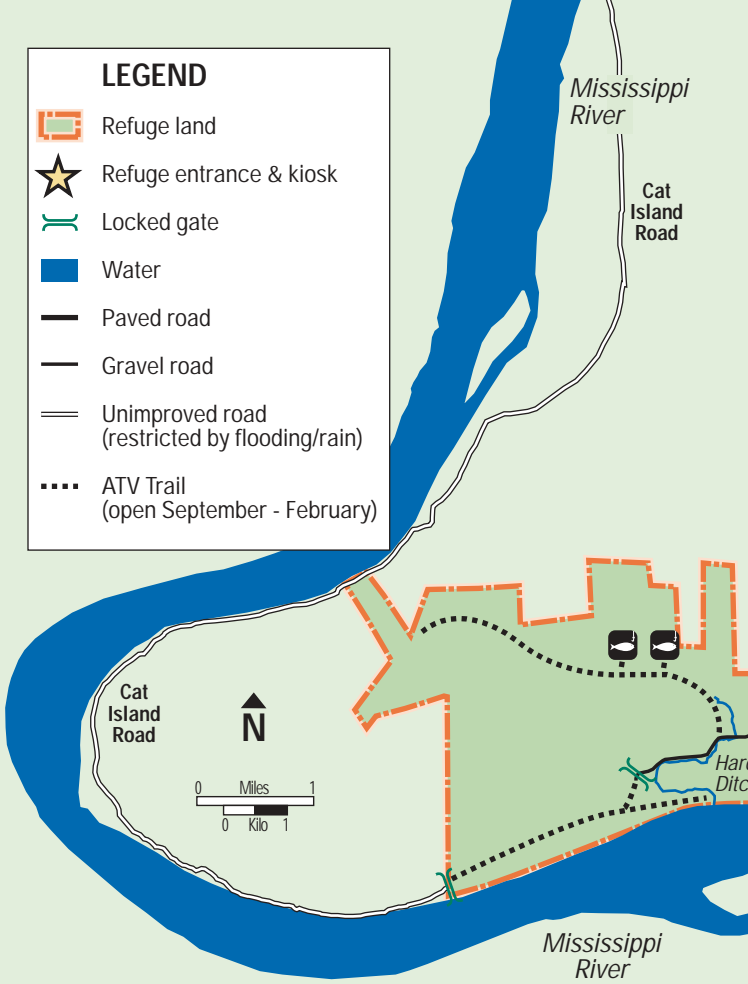 LEGEND
Refuge land
Refuge entrance & kiosk
Locked gate
Water
Paved road
Gravel road
Unimproved road
(restricted by flooding/rain)
ATV Trail
(open September - February)
Mississippi
River
Cat
Island
Road
Cat
Island
Road
N
0 Miles 1
0 Kilo 1
Hard
Ditc
Mississippi
River